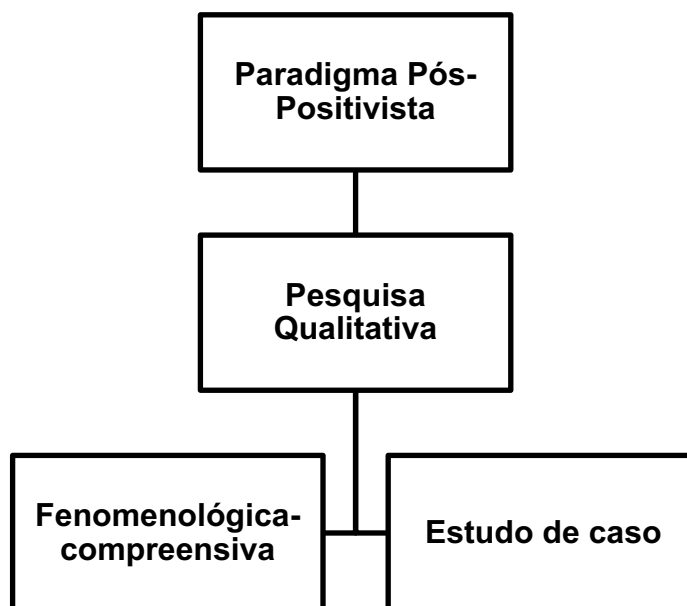 Paradigma Pós-
Positivista
Pesquisa
Qualitativa
Fenomenológica-
compreensiva
Estudo de caso